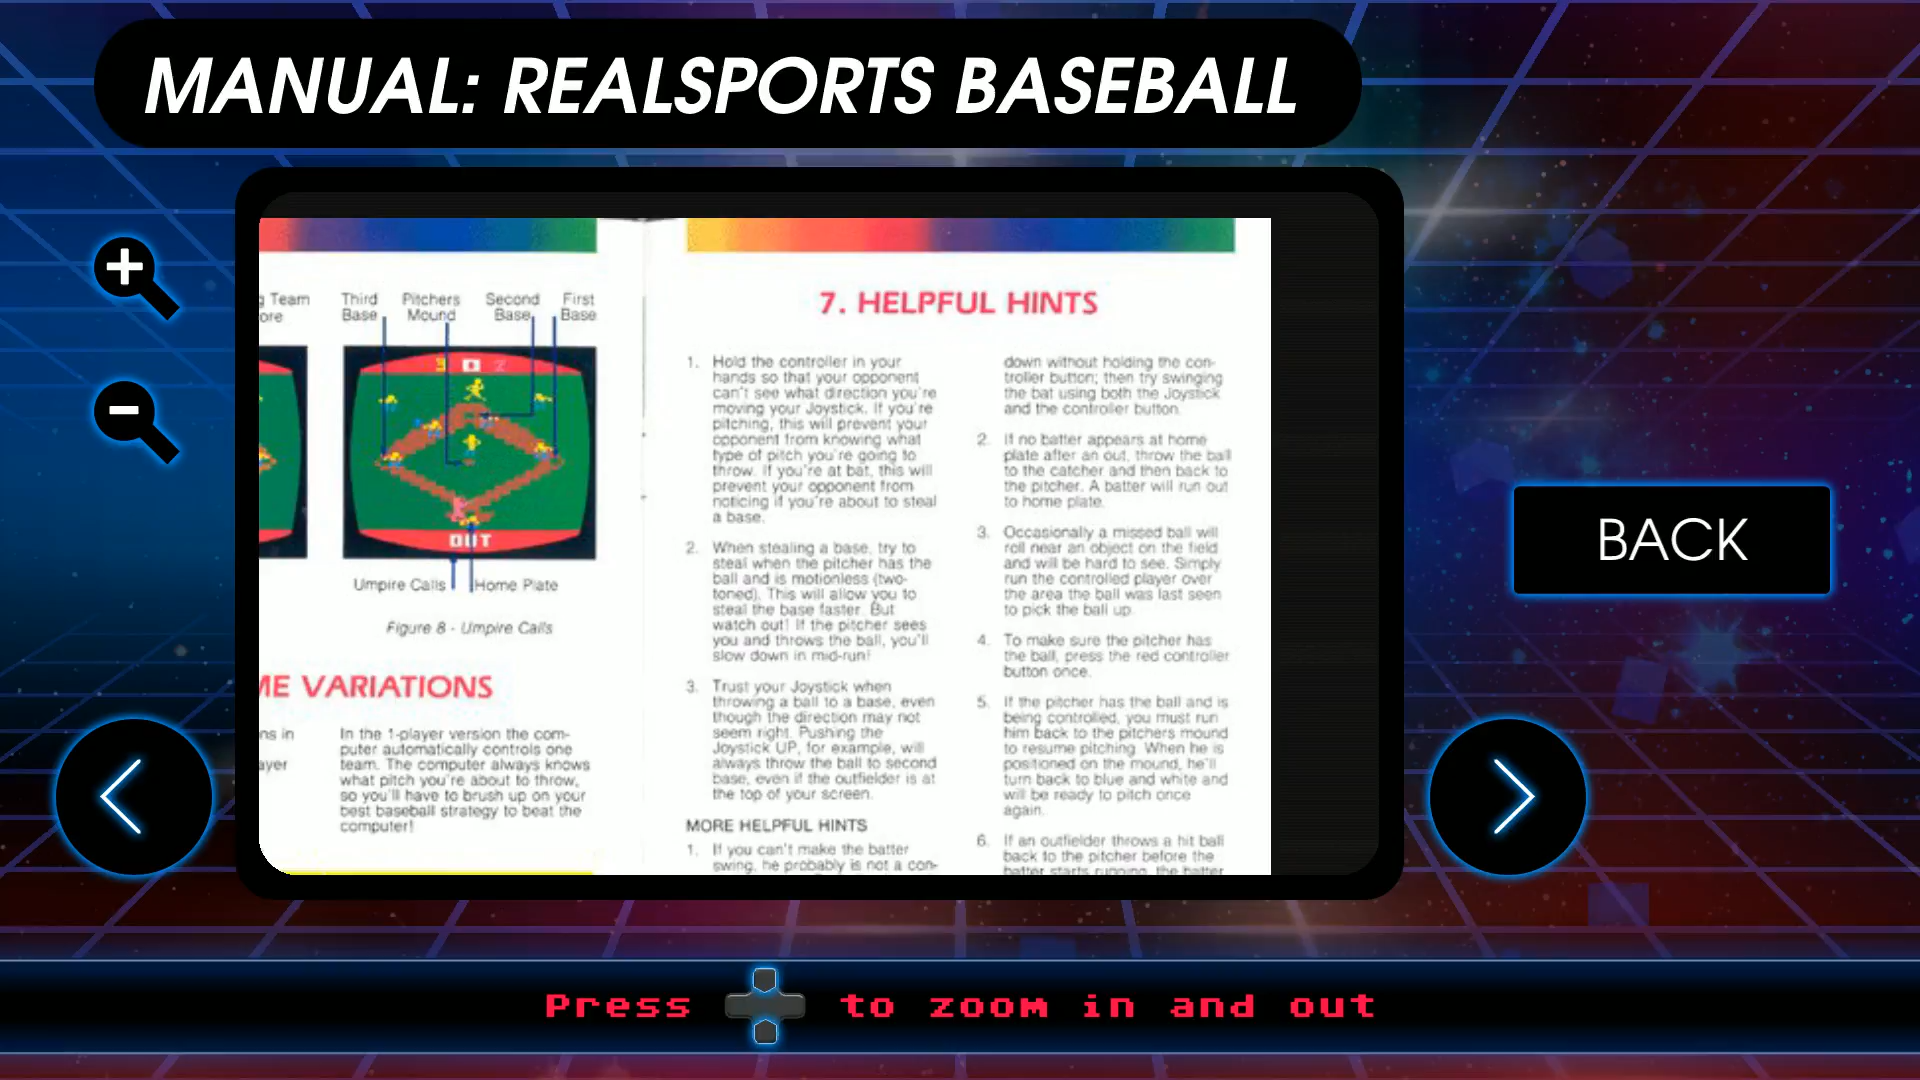 MANUAL: REALSPORTS BASEBALL
g Team
ore
Third
Base
Pitchers
Mound
Second
Base
First
Base
3 0 2
OUT
Umpire Calls
Home Plate
Figure 8 - Umpire Calls
ME VARIATIONS
ns in
ayer
In the 1-player version the com-
puter automatically controls one
team. The computer always knows
what pitch you're about to throw,
so you'll have to brush up on your
best baseball strategy to beat the
computer!
7. HELPFUL HINTS
1. Hold the controller in your
hands so that your opponent
can't see what direction you're
moving your Joystick. If you're
pitching, this will prevent your
opponent from knowing what
type of pitch you're going to
throw. If you're at bat, this will
prevent your opponent from
noticing if you're about to steal
a base.
2. When stealing a base, try to
steal when the pitcher has the
ball and is motionless (two-
toned). This will allow you to
steal the base faster. But
watch out! If the pitcher sees
you and throws the ball, you'll
slow down in mid-run!
3. Trust your Joystick when
throwing a ball to a base, even
though the direction may not
seem right. Pushing the
Joystick UP, for example, will
always throw the ball to second
base, even if the outfielder is at
the top of your screen.
MORE HELPFUL HINTS
1. If you can't make the batter
swing, he probably is not a con-
down without holding the con-
troller button; then try swinging
the bat using both the Joystick
and the controller button.
2. If no batter appears at home
plate after an out, throw the ball
to the catcher and then back to
the pitcher. A batter will run out
to home plate.
3. Occasionally a missed ball will
roll near an object on the field
and will be hard to see. Simply
run the controlled player over
the area the ball was last seen
to pick the ball up.
4. To make sure the pitcher has
the ball, press the red controller
button once.
5. If the pitcher has the ball and is
being controlled, you must run
him back to the pitchers mound
to resume pitching. When he is
positioned on the mound, he'll
turn back to blue and white and
will be ready to pitch once
again.
6. If an outfielder throws a hit ball
back to the pitcher before the
batter starts running, the batter
BACK
Press to zoom in and out